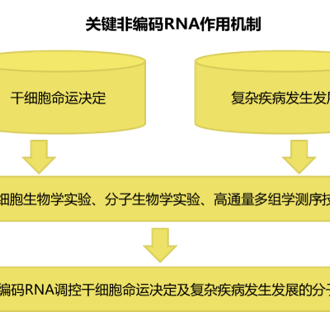 关键非编码RNA作用机制
干细胞命运决定
复杂疾病发生发展
细胞生物学实验、分子生物学实验、高通量多组学测序技
编码RNA调控干细胞命运决定及复杂疾病发生发展的分子